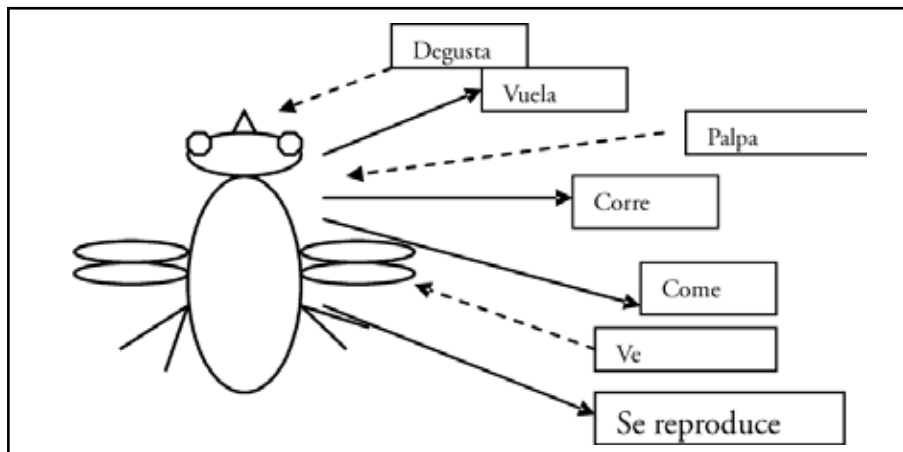 Degusta
Vuela
Palpa
Corre
Come
Ve
Se reproduce